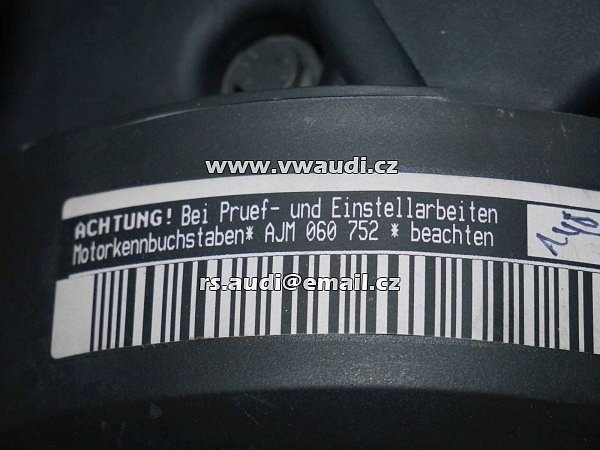 www.vwaudi.cz
ACHTUNG! Bei Pruef- und Einstellarbeiten
Motorkennbuchstaben* AJM 060 752 * beachten
rs.audi@email.cz